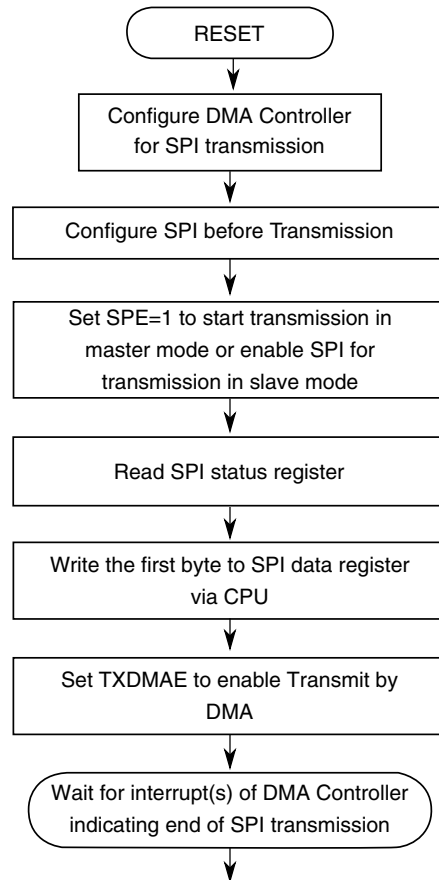 RESET
Configure DMA Controller
for SPI transmission
Configure SPI before Transmission
Set SPE=1 to start transmission in
master mode or enable SPI for
transmission in slave mode
Read SPI status register
Write the first byte to SPI data register
via CPU
Set TXDMAE to enable Transmit by
DMA
Wait for interrupt(s) of DMA Controller
indicating end of SPI transmission